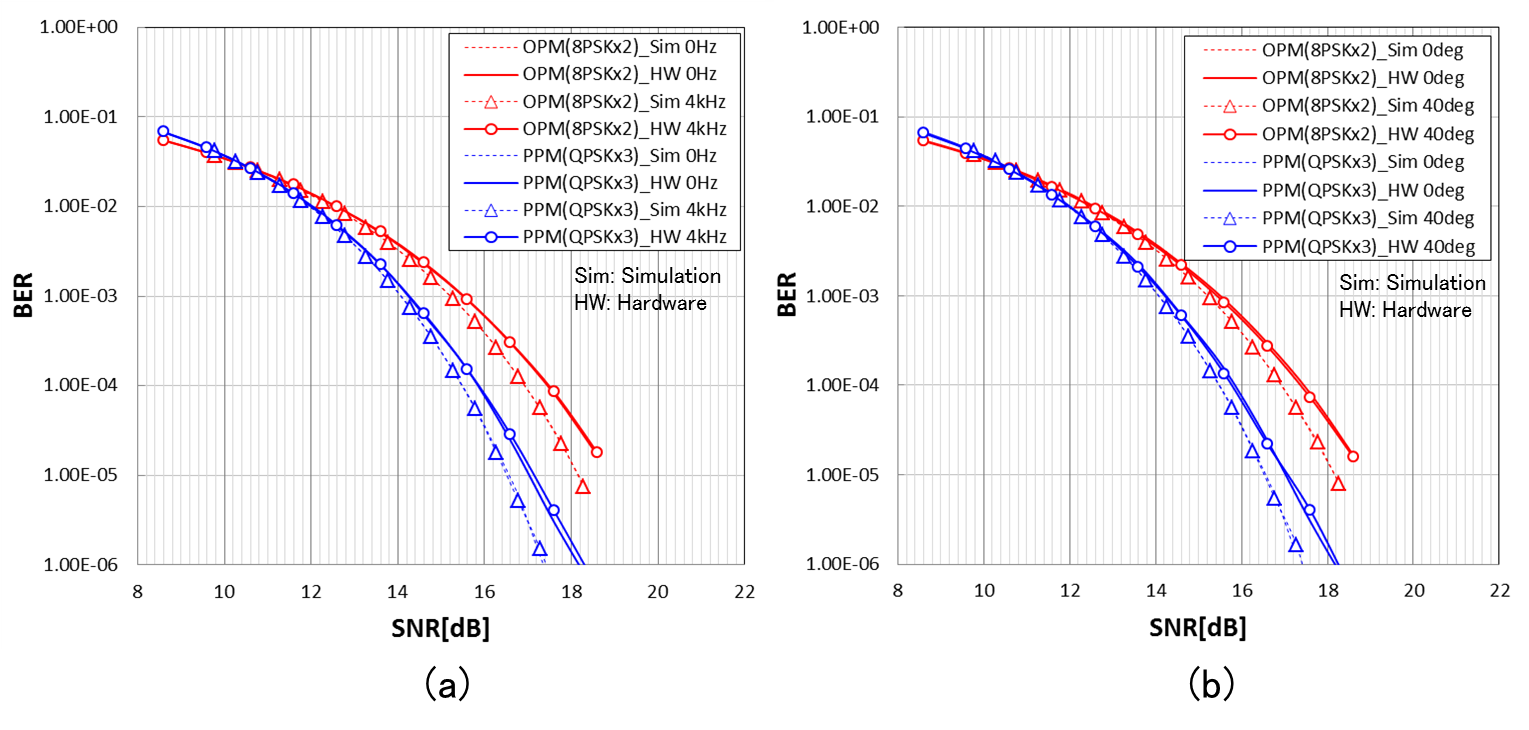 1.00E+00
1.00E-01
1.00E-02
1.00E-03
1.00E-04
1.00E-05
1.00E-06
BER
8 10 12 14 16 18 20 22
SNR[dB]
OPM(8PSKx2)_Sim 0Hz
OPM(8PSKx2)_HW 0Hz
OPM(8PSKx2)_Sim 4kHz
OPM(8PSKx2)_HW 4kHz
PPM(QPSKx3)_Sim 0Hz
PPM(QPSKx3)_HW 0Hz
PPM(QPSKx3)_Sim 4kHz
PPM(QPSKx3)_HW 4kHz
Sim: Simulation
HW: Hardware
(a)
1.00E+00
1.00E-01
1.00E-02
1.00E-03
1.00E-04
1.00E-05
1.00E-06
BER
8 10 12 14 16 18 20 22
SNR[dB]
OPM(8PSKx2)_Sim 0deg
OPM(8PSKx2)_HW 0deg
OPM(8PSKx2)_Sim 40deg
OPM(8PSKx2)_HW 40deg
PPM(QPSKx3)_Sim 0deg
PPM(QPSKx3)_HW 0deg
PPM(QPSKx3)_Sim 40deg
PPM(QPSKx3)_HW 40deg
Sim: Simulation
HW: Hardware
(b)